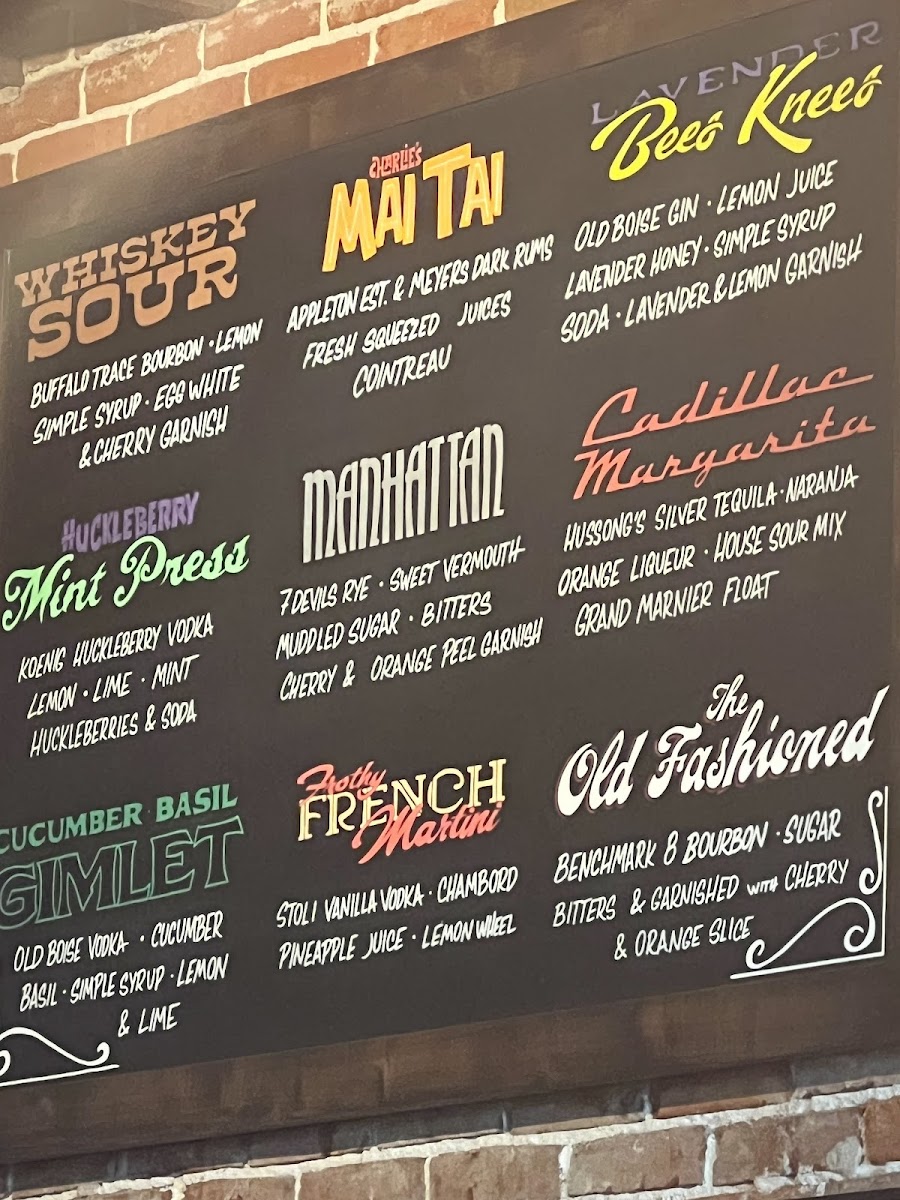 WHISKEY
SOUR
BUFFALO TRACE BOURBON · LEMON
SIMPLE SYRUP · EGG WHITE
& CHERRY GARNISH
CHARLIE'S
MAI TAI
APPLETON EST. & MEYERS DARK RUMS
FRESH SQUEEZED JUICES
COINTREAU
LAVENDER
Bees Knees
OLD BOISE GIN · LEMON JUICE
LAVENDER HONEY · SIMPLE SYRUP
SODA · LAVENDER & LEMON GARNISH
HUCKLEBERRY
Mint Press
KOENIG HUCKLEBERRY VODKA
LEMON · LIME · MINT
HUCKLEBERRIES & SODA
MANHATTAN
7 DEVILS RYE · SWEET VERMOUTH
MUDDLED SUGAR · BITTERS
CHERRY & ORANGE PEEL GARNISH
Cadillac
Margarita
HUSSONG'S SILVER TEQUILA · NARANJA
ORANGE LIQUEUR · HOUSE SOUR MIX
GRAND MARNIER FLOAT
CUCUMBER · BASIL
GIMLET
OLD BOISE VODKA · CUCUMBER
BASIL · SIMPLE SYRUP · LEMON
& LIME
Frothy
FRENCH
Martini
STOLI VANILLA VODKA · CHAMBORD
PINEAPPLE JUICE · LEMON WHEEL
The
Old Fashioned
BENCHMARK 8 BOURBON · SUGAR
BITTERS & GARNISHED WITH CHERRY
& ORANGE SLICE